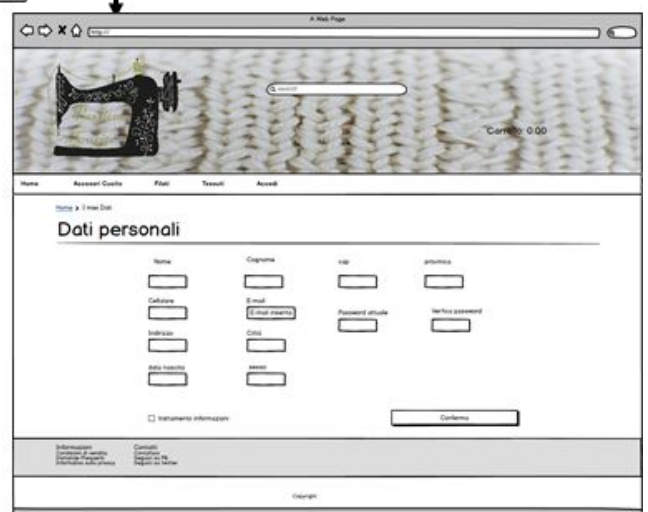 A Web Page
http://
search
Carrello: 0.00
Home Accessori Cucito Filati Tessuti Accedi
Home > I miei Dati
Dati personali
Nome Cognome cap provincia
Cellulare E-mail
E-mail inserita
Password attuale Verifica password
Indirizzo Città
data nascita sesso
trattamento informazioni
Conferma
Informazioni Contatti
Condizioni di vendita Contattaci
Domande Frequenti Seguici su FB
Informativa sulla privacy Seguici su twitter
Copyright